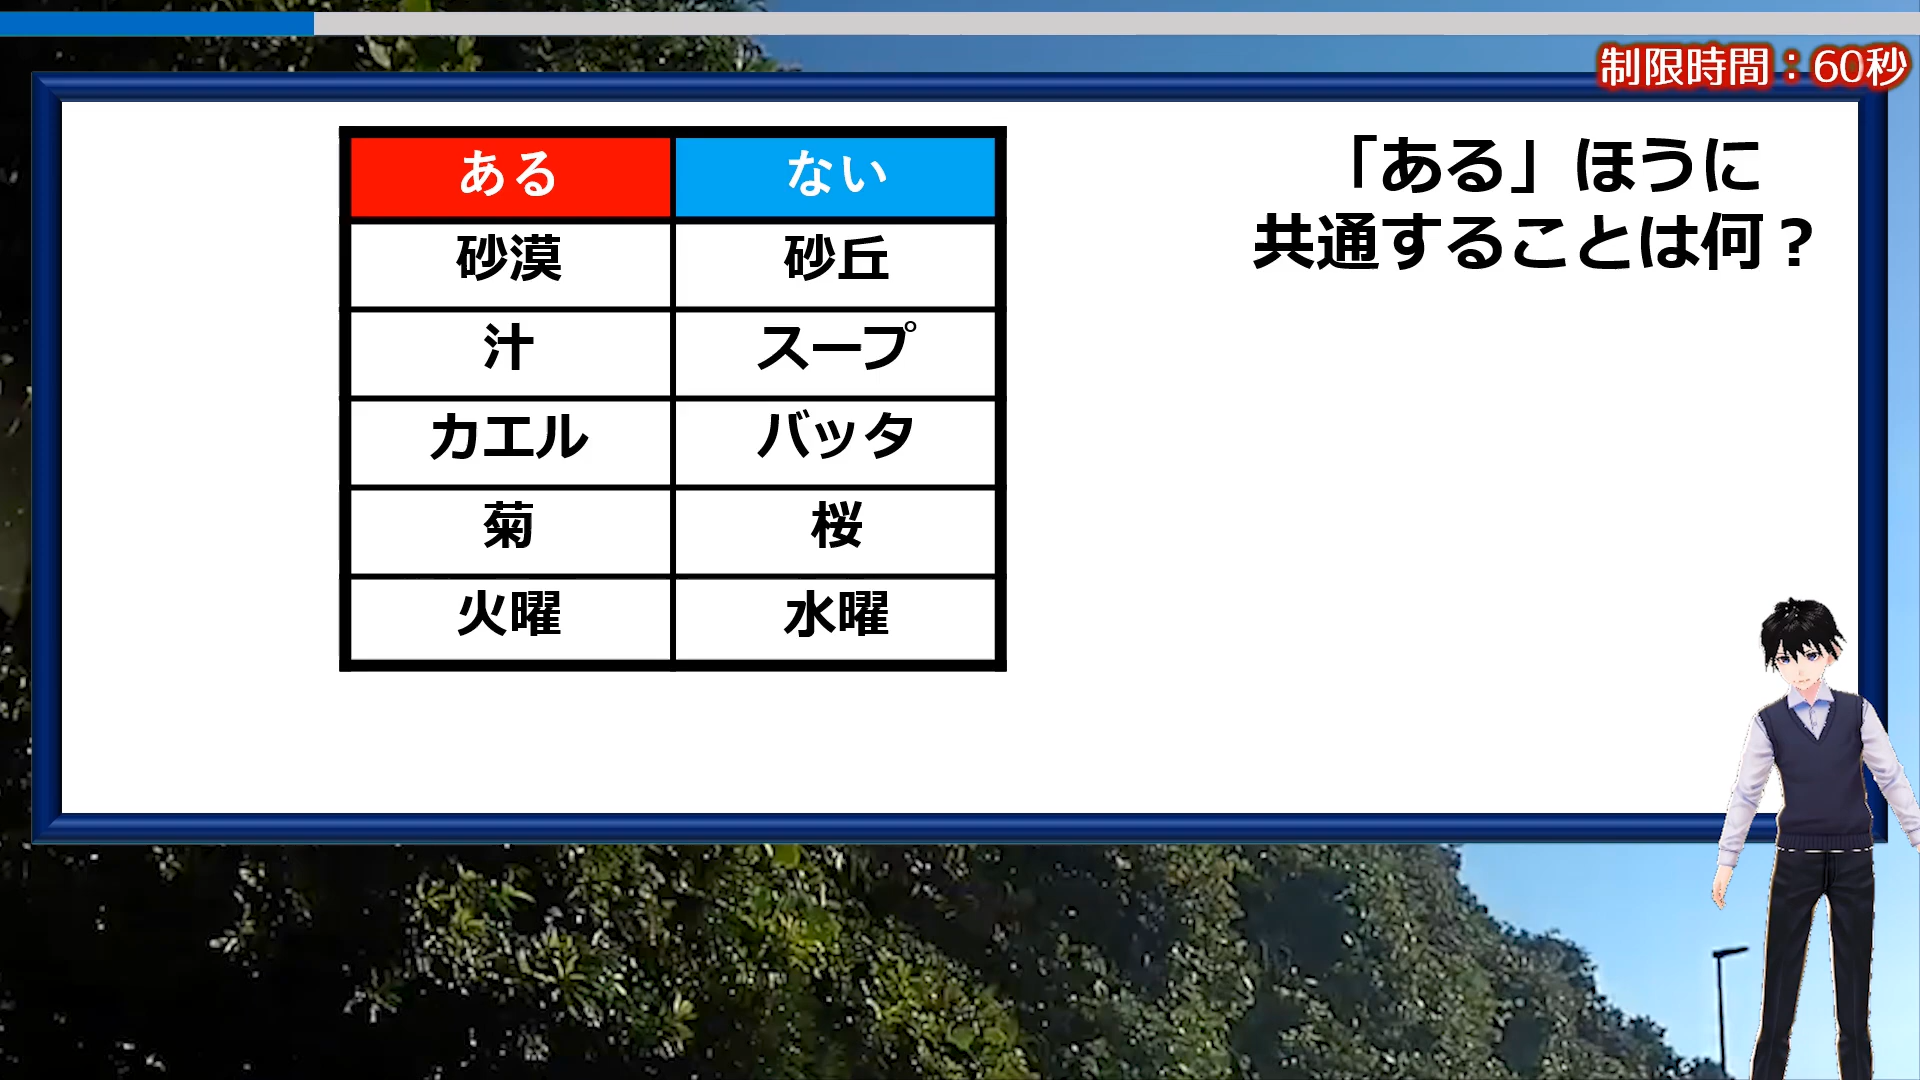 制限時間：60秒
「ある」ほうに
共通することは何？
ある ない
砂漠 砂丘
汁 スープ
カエル バッタ
菊 桜
火曜 水曜